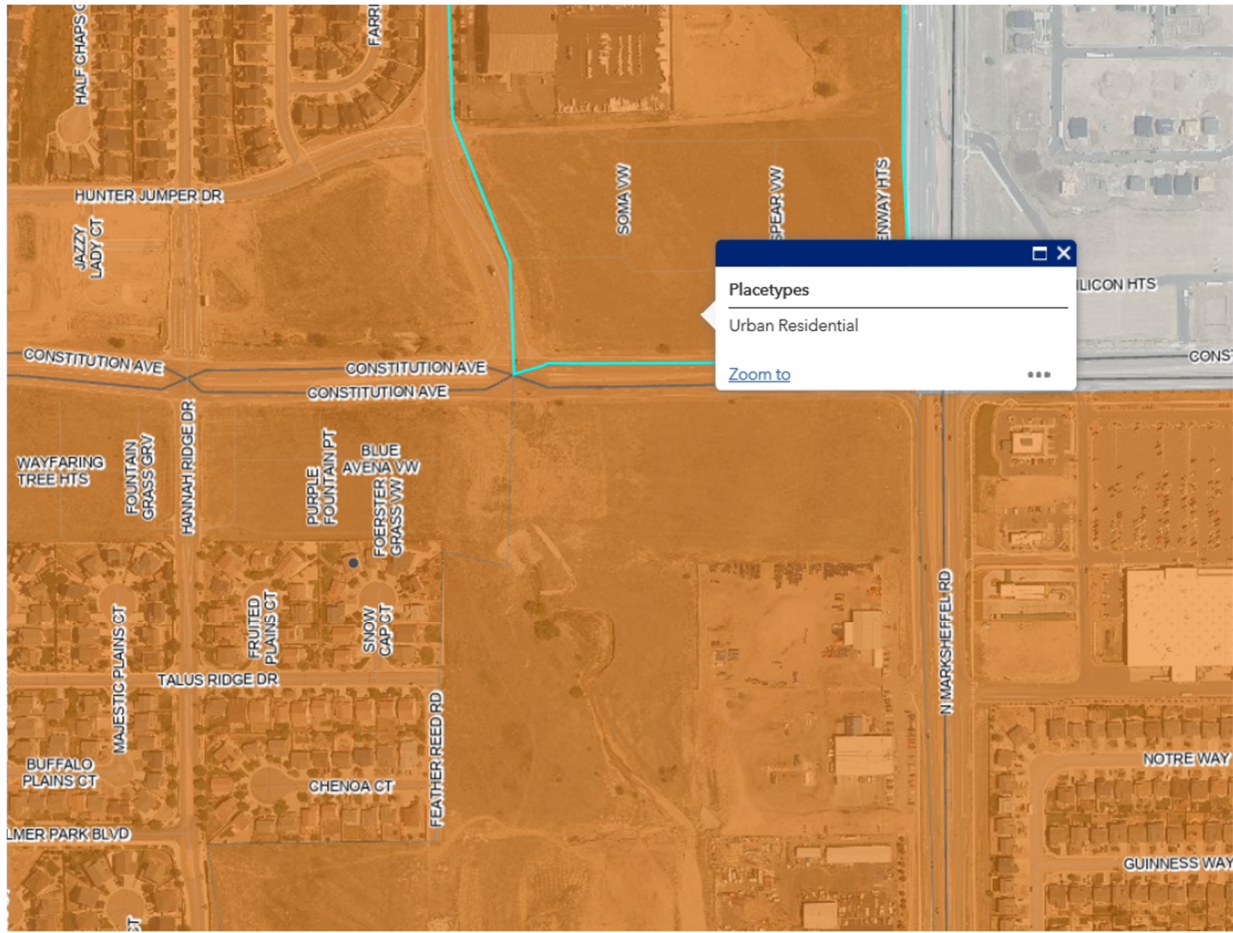 HALF CHAPS C
FARRI
HUNTER JUMPER DR
JAZZY
LADY CT
SOMA VW
SPEAR VW
ENWAY HTS
Placetypes
Urban Residential
Zoom to
ILICON HTS
CONST
CONSTITUTION AVE
CONSTITUTION AVE
CONSTITUTION AVE
WAYFARING
TREE HTS
FOUNTAIN
GRASS GRV
HANNAH RIDGE DR
PURPLE
FOUNTAIN PT
BLUE
AVENA VW
FOERSTER
GRASS VW
MAJESTIC PLAINS CT
FRUITED
PLAINS CT
SNOW
CAP CT
TALUS RIDGE DR
FEATHER REED RD
N MARKSHEFFEL RD
BUFFALO
PLAINS CT
CHENOA CT
NOTRE WAY
LMER PARK BLVD
GUINNESS WAY
CT